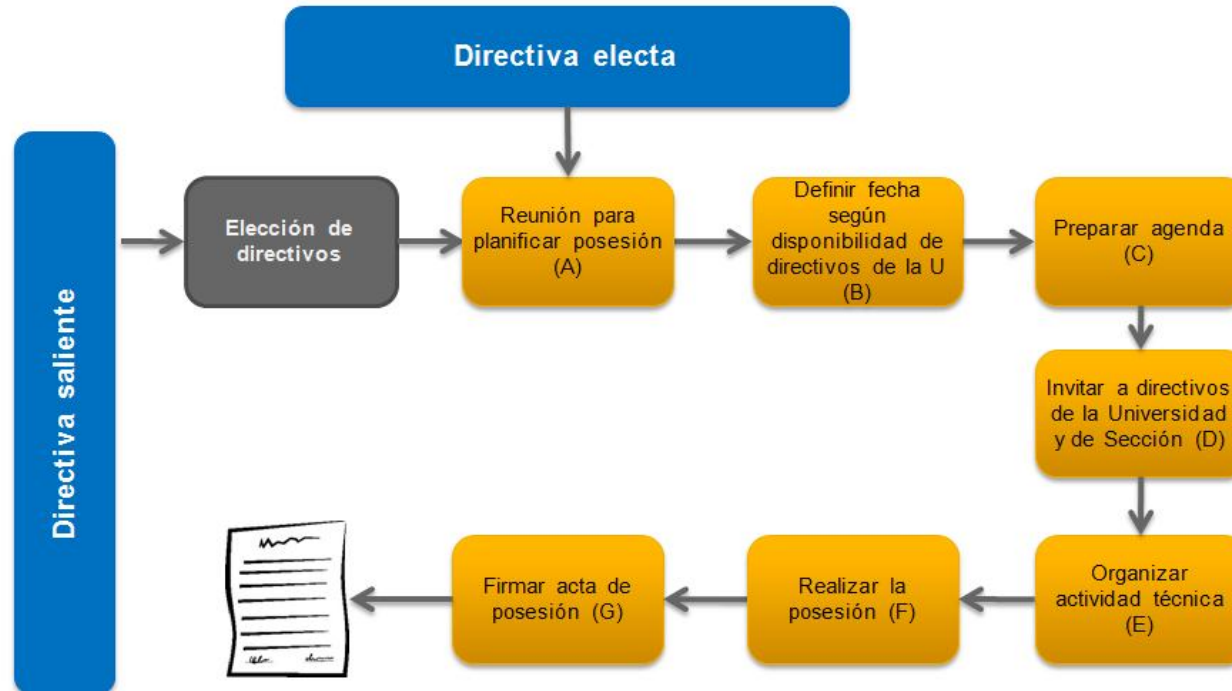 Directiva electa
Directiva saliente
Elección de
directivos
Reunión para
planificar posesión
(A)
Definir fecha
según
disponibilidad de
directivos de la U
(B)
Preparar agenda
(C)
Invitar a directivos
de la Universidad
y de Sección (D)
Organizar
actividad técnica
(E)
Realizar la
posesión (F)
Firmar acta de
posesión (G)